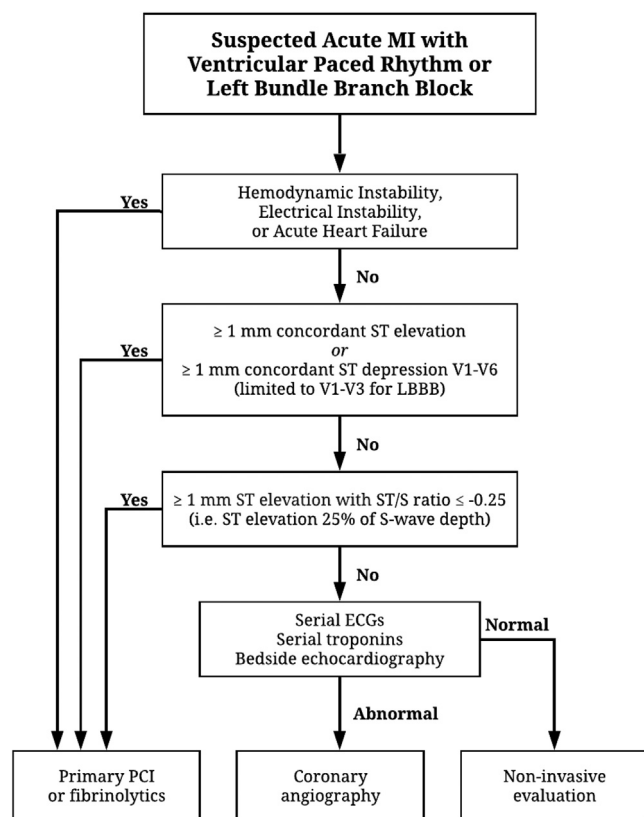 Suspected Acute MI with
Ventricular Paced Rhythm or
Left Bundle Branch Block
Yes
Hemodynamic Instability,
Electrical Instability,
or Acute Heart Failure
No
Yes
≥ 1 mm concordant ST elevation
or
≥ 1 mm concordant ST depression V1-V6
(limited to V1-V3 for LBBB)
No
Yes
≥ 1 mm ST elevation with ST/S ratio ≤ -0.25
(i.e. ST elevation 25% of S-wave depth)
No
Serial ECGs
Serial troponins
Bedside echocardiography
Normal
Abnormal
Primary PCI
or fibrinolytics
Coronary
angiography
Non-invasive
evaluation